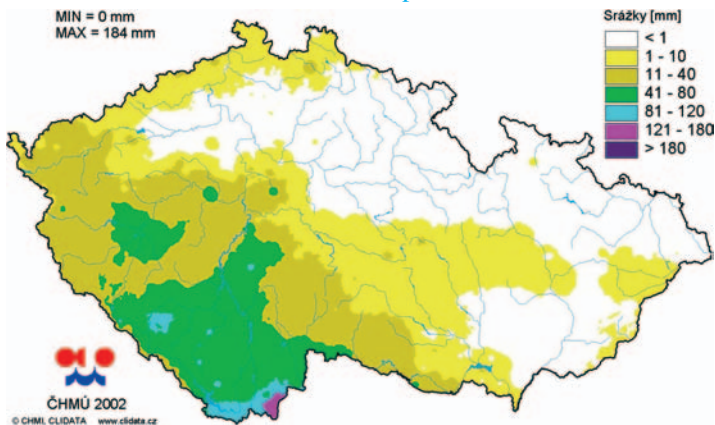 MIN = 0 mm
MAX = 184 mm
Srážky [mm]
< 1
1 - 10
11 - 40
41 - 80
81 - 120
121 - 180
> 180
ČHMÚ 2002
© CHMI, CLIDATA www.clidata.cz